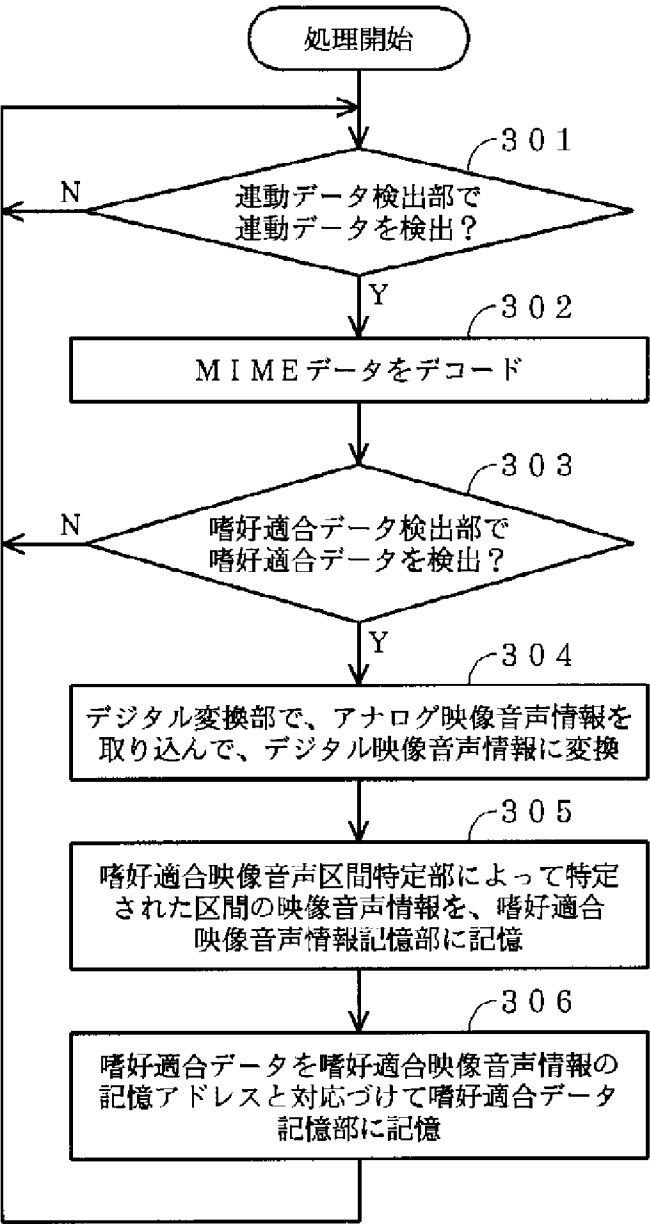 処理開始
301
連動データ検出部で
連動データを検出？
N
Y
302
ＭＩＭＥデータをデコード
303
嗜好適合データ検出部で
嗜好適合データを検出？
N
Y
304
デジタル変換部で、アナログ映像音声情報を
取り込んで、デジタル映像音声情報に変換
305
嗜好適合映像音声区間特定部によって特定
された区間の映像音声情報を、嗜好適合
映像音声情報記憶部に記憶
306
嗜好適合データを嗜好適合映像音声情報の
記憶アドレスと対応づけて嗜好適合データ
記憶部に記憶